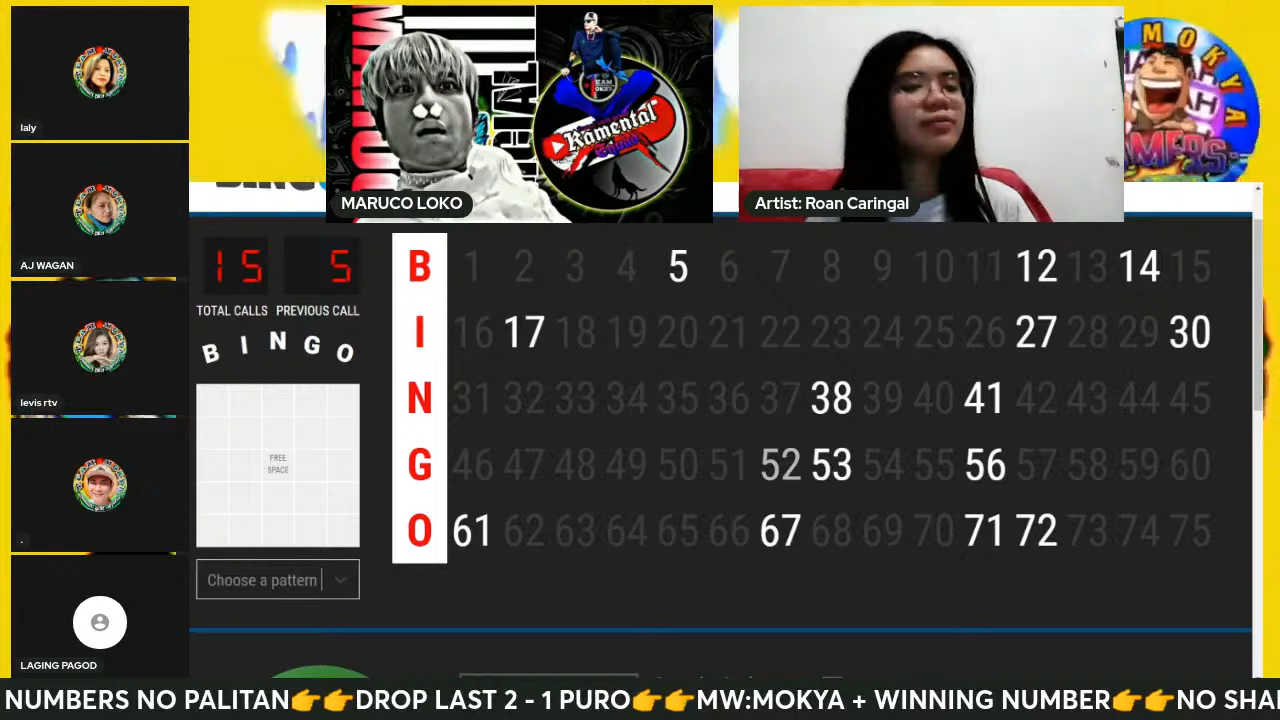 laly
AJ WAGAN
levis rtv
.
LAGING PAGOD
MARUCO LOKO
Kamental
Squad
Artist: Roan Caringal
MOKYA
15 5
TOTAL CALLS PREVIOUS CALL
BINGO
FREE
SPACE
Choose a pattern
B 1 2 3 4 5 6 7 8 9 10 11 12 13 14 15
I 16 17 18 19 20 21 22 23 24 25 26 27 28 29 30
N 31 32 33 34 35 36 37 38 39 40 41 42 43 44 45
G 46 47 48 49 50 51 52 53 54 55 56 57 58 59 60
O 61 62 63 64 65 66 67 68 69 70 71 72 73 74 75
NUMBERS NO PALITAN👉👉DROP LAST 2 - 1 PURO👉👉MW:MOKYA + WINNING NUMBER👉👉NO SHA